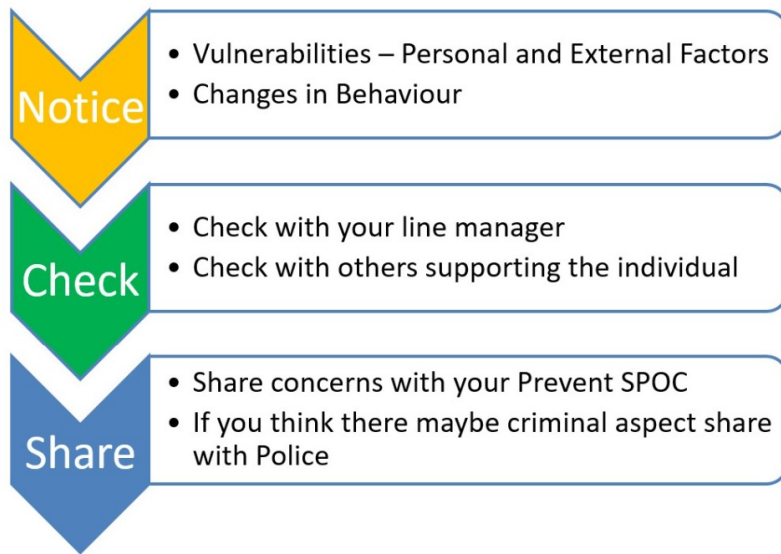 Notice
• Vulnerabilities – Personal and External Factors
• Changes in Behaviour
Check
• Check with your line manager
• Check with others supporting the individual
Share
• Share concerns with your Prevent SPOC
• If you think there maybe criminal aspect share
with Police